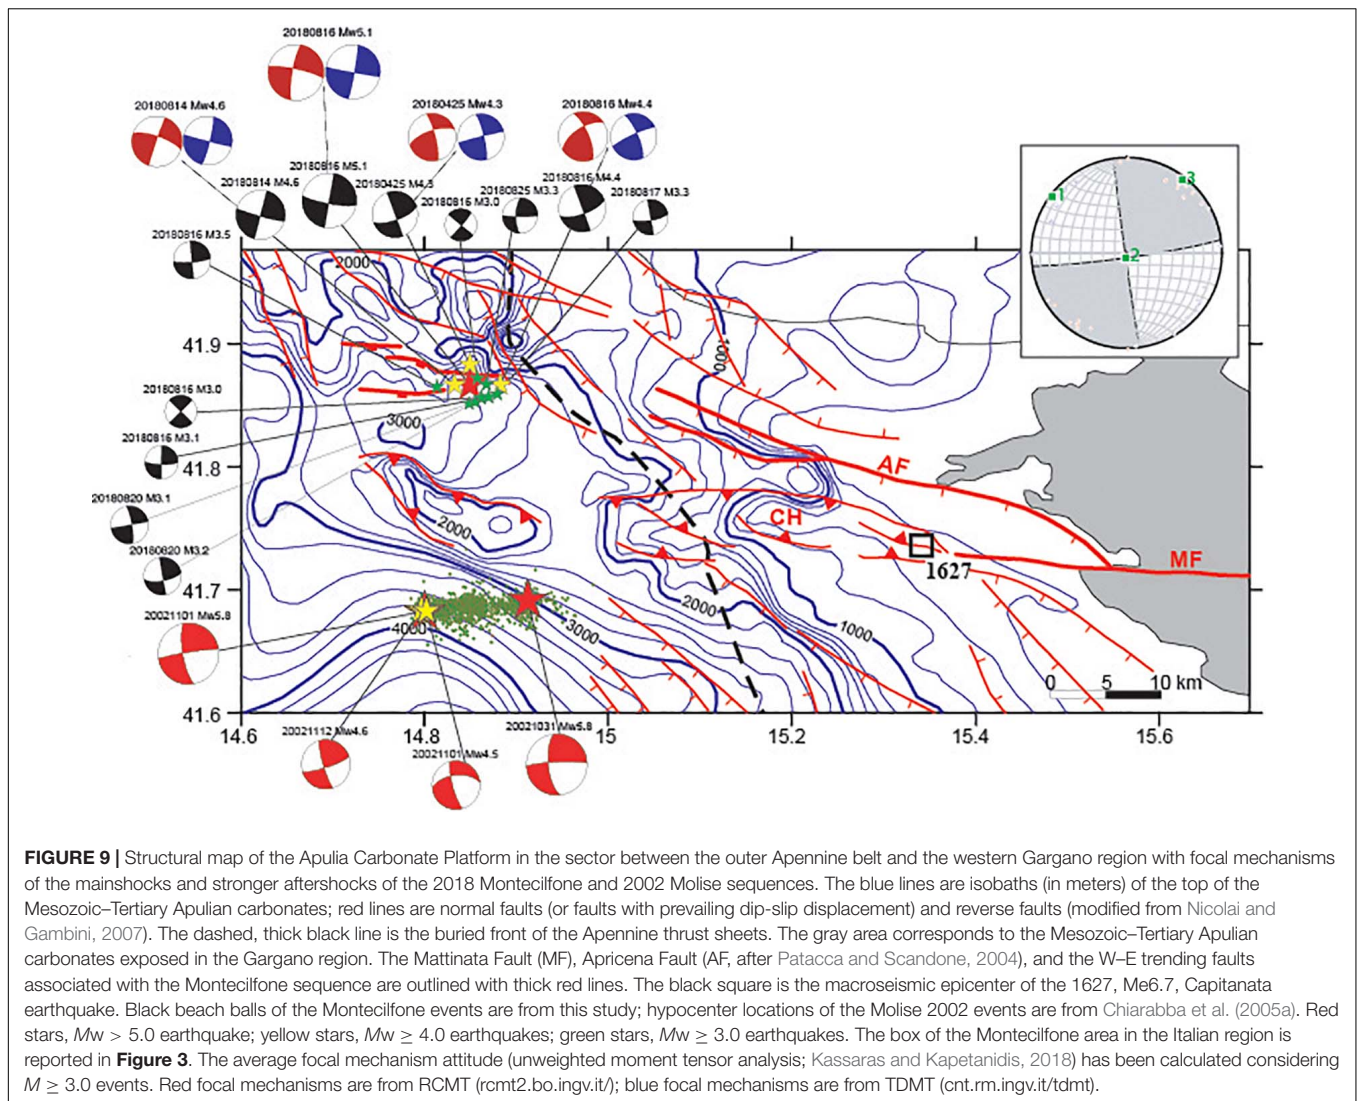 20180816 Mw5.1
20180814 Mw4.6
20180425 Mw4.3
20180816 Mw4.4
20180816 M5.1
20180814 M4.6
20180425 M4.3
20180816 M3.0
20180825 M3.3
20180816 M4.4
20180817 M3.3
20180816 M3.5
1
2
3
2000
1000
41.9
20180816 M3.0
3000
20180816 M3.1
41.8
AF
20180820 M3.1
2000
CH
20180820 M3.2
1627
MF
41.7
20021101 Mw5.8
4000
3000
2000
1000
0 5 10 km
41.6
14.6 14.8 15 15.2 15.4 15.6
20021112 Mw4.6
20021101 Mw4.5
20021031 Mw5.8
FIGURE 9 | Structural map of the Apulia Carbonate Platform in the sector between the outer Apennine belt and the western Gargano region with focal mechanisms
of the mainshocks and stronger aftershocks of the 2018 Montecilfone and 2002 Molise sequences. The blue lines are isobaths (in meters) of the top of the
Mesozoic–Tertiary Apulian carbonates; red lines are normal faults (or faults with prevailing dip-slip displacement) and reverse faults (modified from Nicolai and
Gambini, 2007). The dashed, thick black line is the buried front of the Apennine thrust sheets. The gray area corresponds to the Mesozoic–Tertiary Apulian
carbonates exposed in the Gargano region. The Mattinata Fault (MF), Apricena Fault (AF, after Patacca and Scandone, 2004), and the W–E trending faults
associated with the Montecilfone sequence are outlined with thick red lines. The black square is the macroseismic epicenter of the 1627, Me6.7, Capitanata
earthquake. Black beach balls of the Montecilfone events are from this study; hypocenter locations of the Molise 2002 events are from Chiarabba et al. (2005a). Red
stars, Mw > 5.0 earthquake; yellow stars, Mw ≥ 4.0 earthquakes; green stars, Mw ≥ 3.0 earthquakes. The box of the Montecilfone area in the Italian region is
reported in Figure 3. The average focal mechanism attitude (unweighted moment tensor analysis; Kassaras and Kapetanidis, 2018) has been calculated considering
M ≥ 3.0 events. Red focal mechanisms are from RCMT (rcmt2.bo.ingv.it/); blue focal mechanisms are from TDMT (cnt.rm.ingv.it/tdmt).